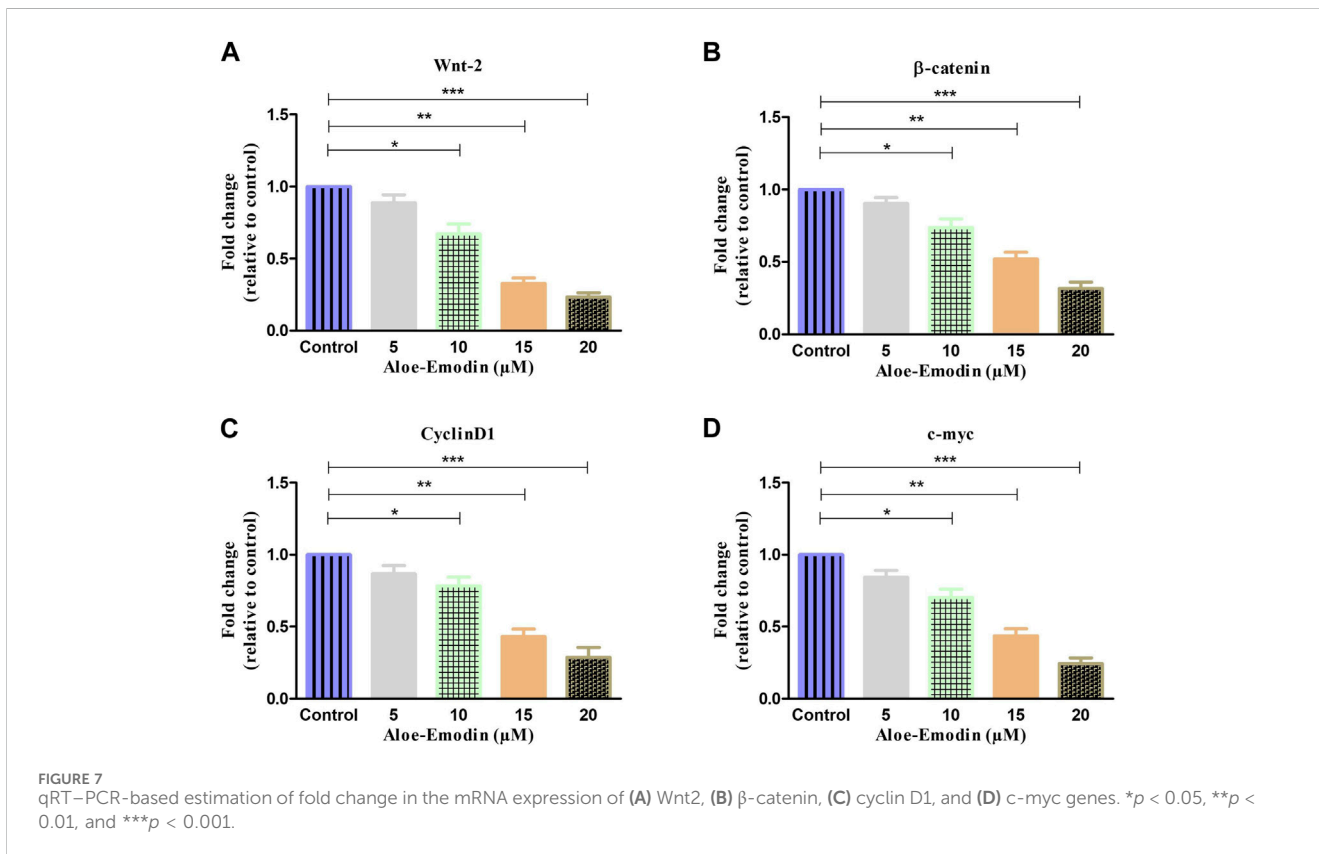 A
Wnt-2
***
**
*
1.5
1.0
0.5
0.0
Fold change
(relative to control)
Control 5 10 15 20
Aloe-Emodin (µM)
B
β-catenin
***
**
*
1.5
1.0
0.5
0.0
Fold change
(relative to control)
Control 5 10 15 20
Aloe-Emodin (µM)
C
CyclinD1
***
**
*
1.5
1.0
0.5
0.0
Fold change
(relative to control)
Control 5 10 15 20
Aloe-Emodin (µM)
D
c-myc
***
**
*
1.5
1.0
0.5
0.0
Fold change
(relative to control)
Control 5 10 15 20
Aloe-Emodin (µM)
FIGURE 7
qRT–PCR-based estimation of fold change in the mRNA expression of (A) Wnt2, (B) β-catenin, (C) cyclin D1, and (D) c-myc genes. *p < 0.05, **p <
0.01, and ***p < 0.001.